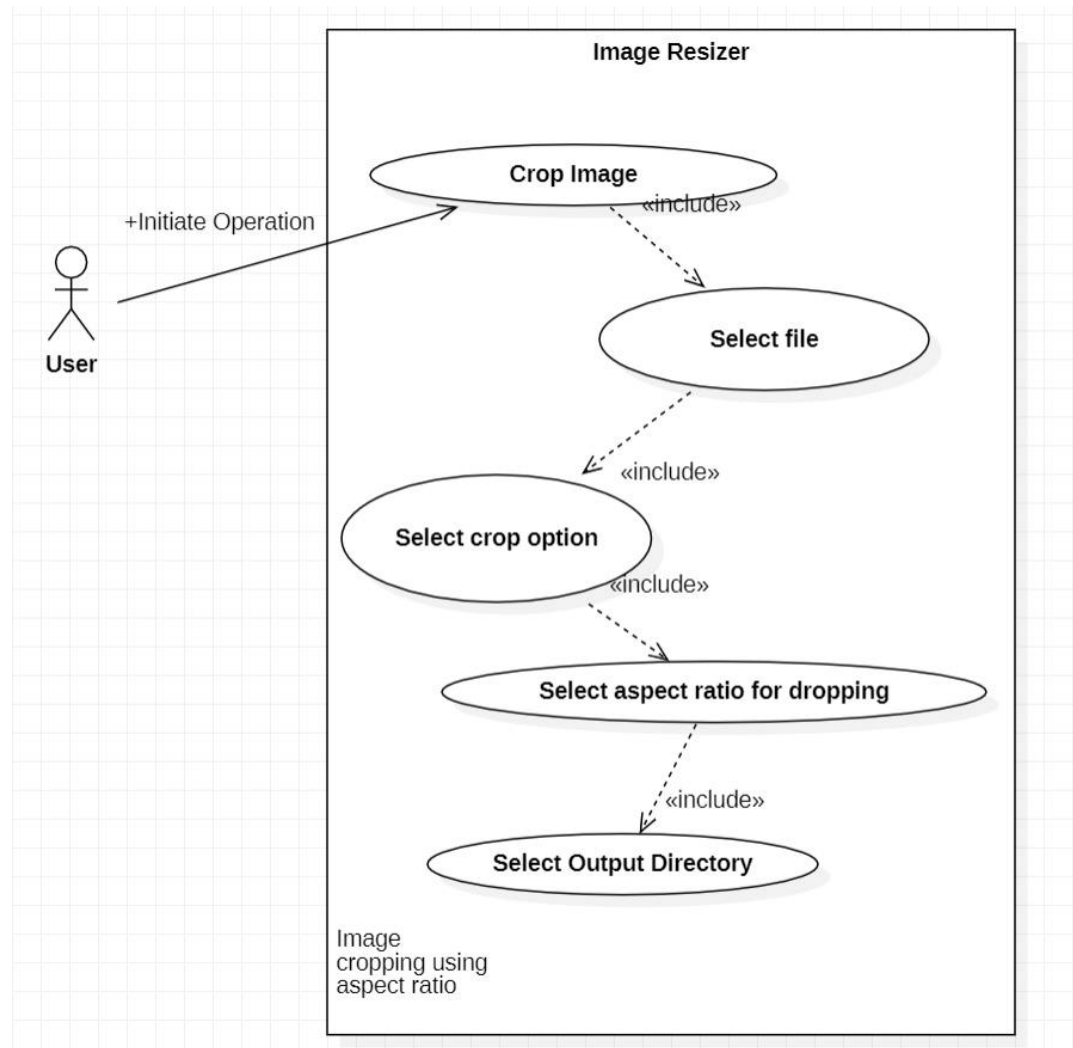 Image Resizer
Crop Image
«include»
+Initiate Operation
User
Select file
«include»
Select crop option
«include»
Select aspect ratio for dropping
«include»
Select Output Directory
Image
cropping using
aspect ratio